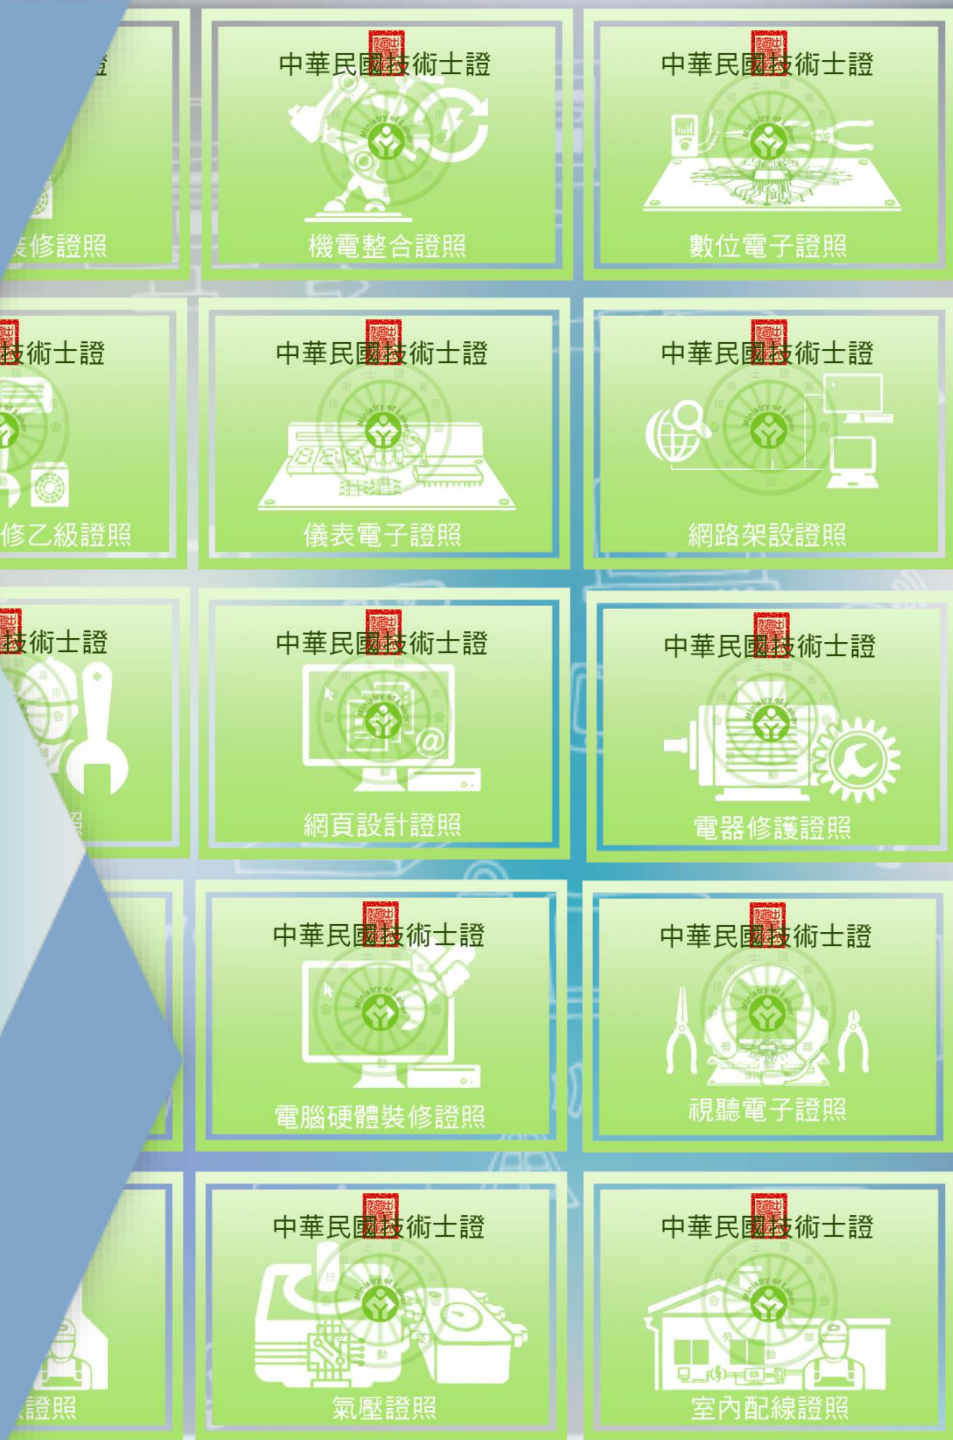 證
中華民國技術士證
中華民國技術士證
修證照
機電整合證照
數位電子證照
技術士證
中華民國技術士證
中華民國技術士證
修乙級證照
儀表電子證照
網路架設證照
技術士證
中華民國技術士證
中華民國技術士證
照
網頁設計證照
電器修護證照
中華民國技術士證
中華民國技術士證
電腦硬體裝修證照
視聽電子證照
中華民國技術士證
中華民國技術士證
證照
氣壓證照
室內配線證照